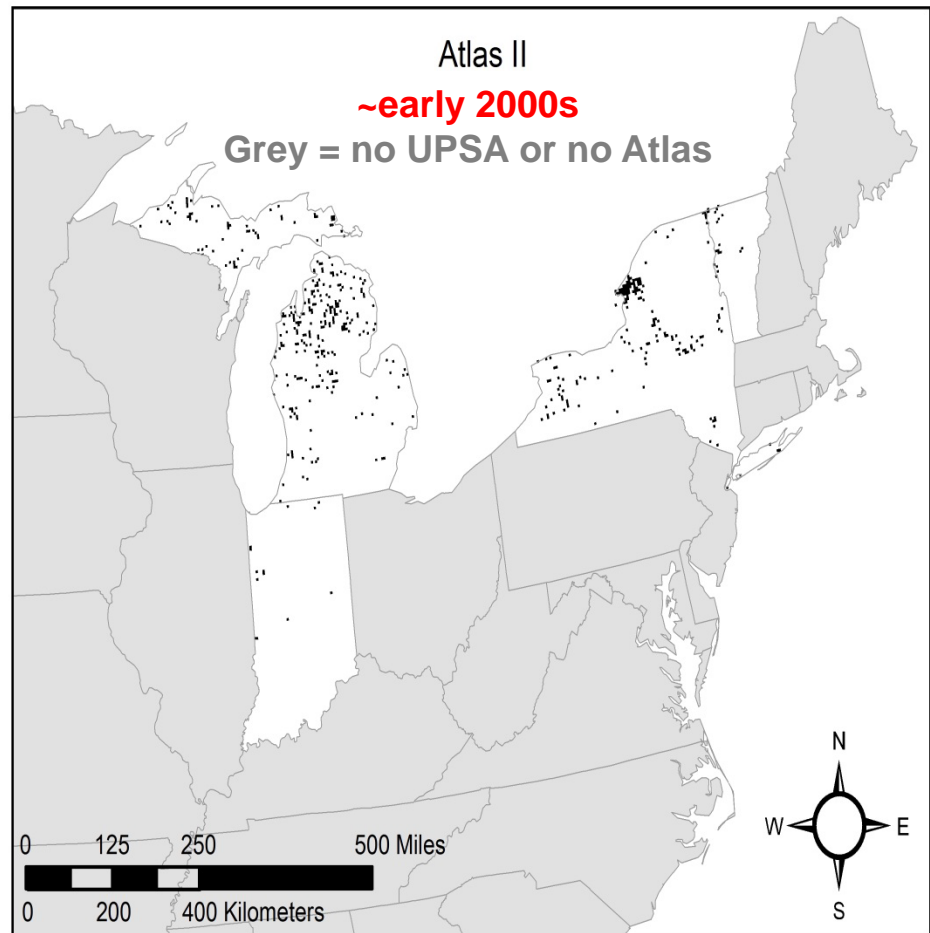 Atlas II
~early 2000s
Grey = no UPSA or no Atlas
N
W E
S
0 125 250 500 Miles
0 200 400 Kilometers